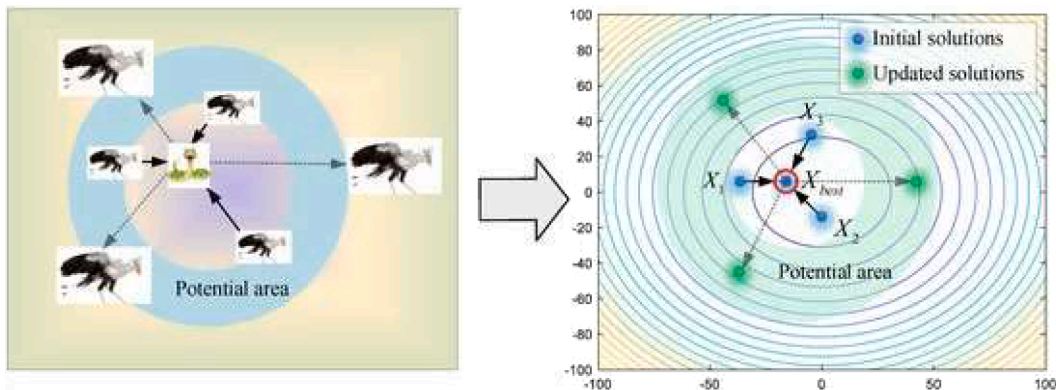 Potential area
100
80
60
40
20
0
-20
-40
-60
-80
-100
-100
-50
0
50
100
Initial solutions
Updated solutions
X3
X1
Xbest
X2
Potential area